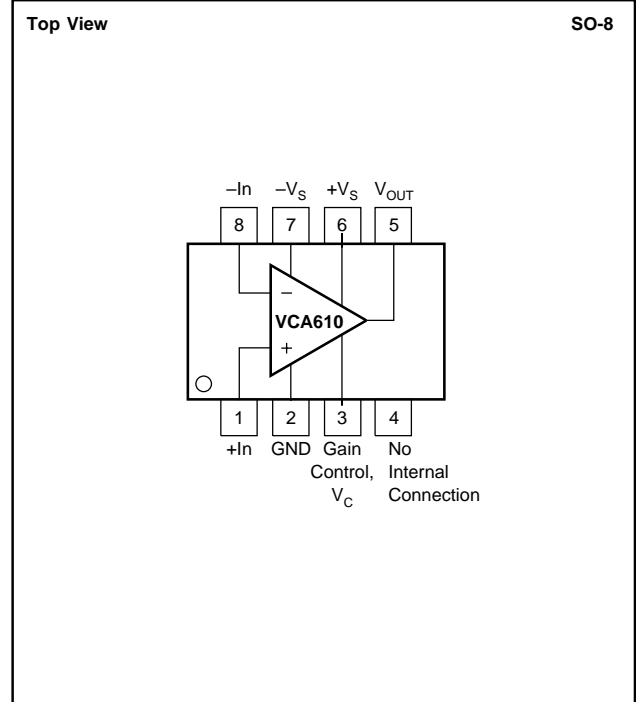 Top View SO-8
–In –V_S +V_S V_OUT
8 7 6 5
–
VCA610
+
1 2 3 4
+In GND Gain No
Control, Internal
V_C Connection